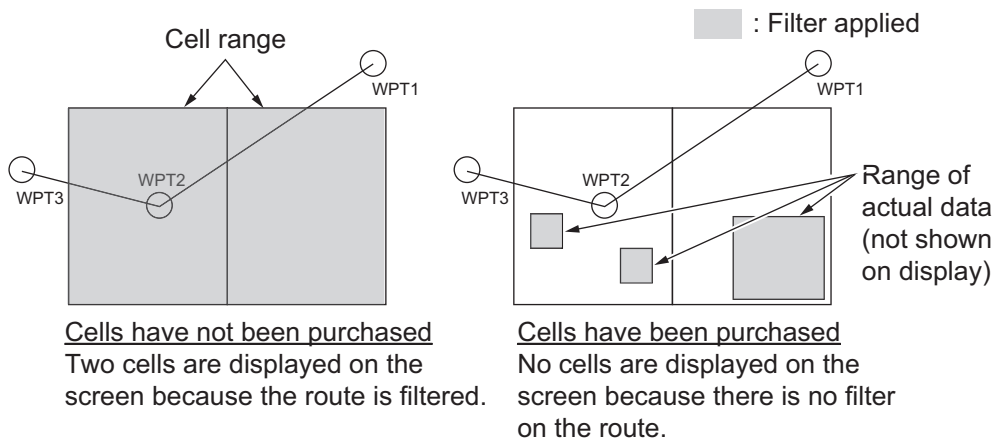 : Filter applied
Cell range
WPT1
WPT2
WPT3
Cells have not been purchased
Two cells are displayed on the
screen because the route is filtered.
WPT1
WPT2
WPT3
Range of
actual data
(not shown
on display)
Cells have been purchased
No cells are displayed on the
screen because there is no filter
on the route.